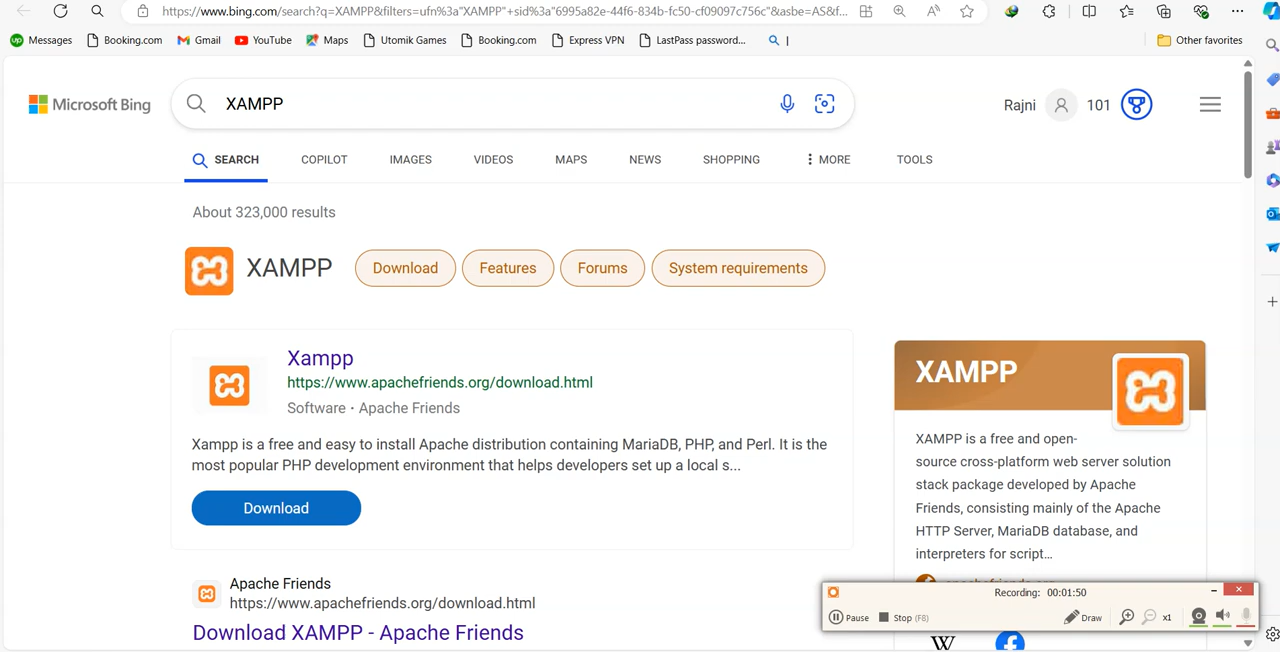 https://www.bing.com/search?q=XAMPP&filters=ufn%3a"XAMPP"+sid%3a"6995a82e-44f6-834b-fc50-cf09097c756c"&asbe=AS&f...
up Messages Booking.com Gmail YouTube Maps Utomik Games Booking.com Express VPN LastPass password... | Other favorites
Microsoft Bing
XAMPP
Rajni
101
SEARCH COPILOT IMAGES VIDEOS MAPS NEWS SHOPPING MORE TOOLS
About 323,000 results
XAMPP
Download Features Forums System requirements
Xampp
https://www.apachefriends.org/download.html
Software · Apache Friends
Xampp is a free and easy to install Apache distribution containing MariaDB, PHP, and Perl. It is the
most popular PHP development environment that helps developers set up a local s...
Download
Apache Friends
https://www.apachefriends.org/download.html
Download XAMPP - Apache Friends
XAMPP
XAMPP is a free and open-
source cross-platform web server solution
stack package developed by Apache
Friends, consisting mainly of the Apache
HTTP Server, MariaDB database, and
interpreters for script...
Recording: 00:01:50
Pause Stop (F8) Draw x1
W